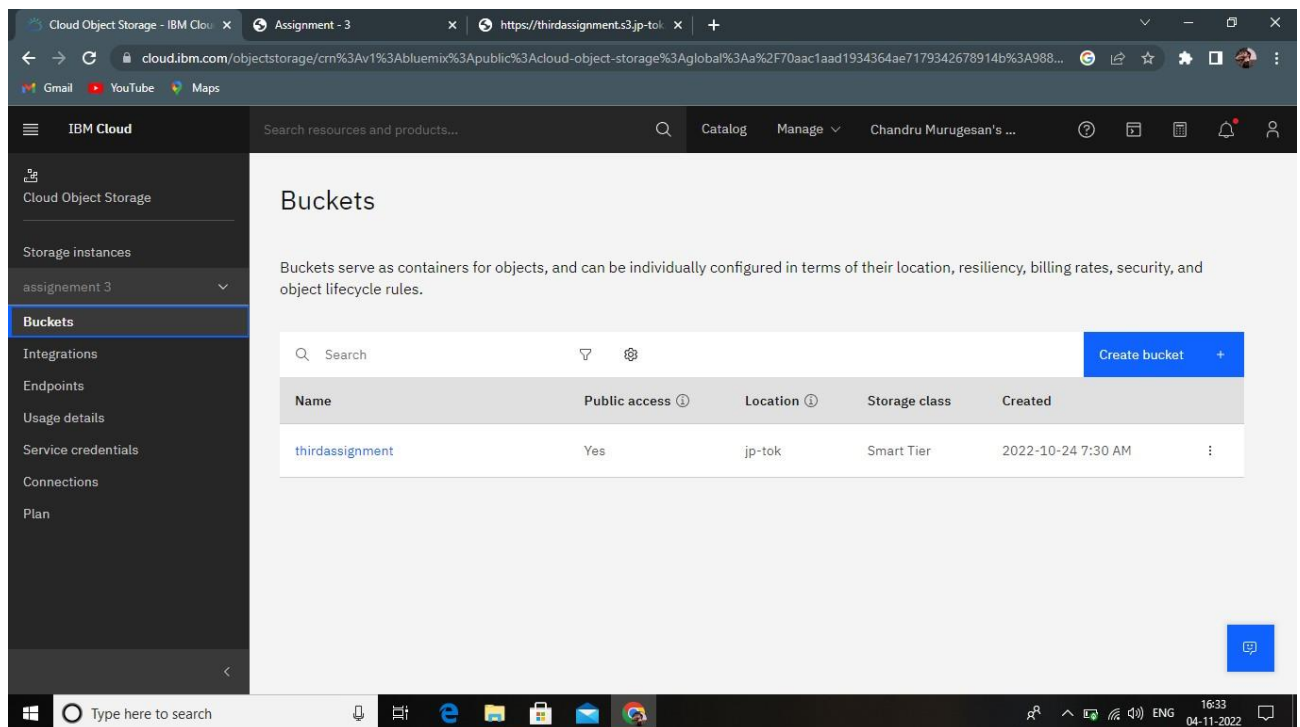 Cloud Object Storage - IBM Clou
Assignment - 3
https://thirdassignment.s3.jp-tok
cloud.ibm.com/objectstorage/crn%3Av1%3Abluemix%3Apublic%3Acloud-object-storage%3Aglobal%3Aa%2F70aac1aad1934364ae7179342678914b%3A988...
Gmail YouTube Maps
IBM Cloud
Search resources and products...
Catalog
Manage
Chandru Murugesan's ...
Cloud Object Storage
Storage instances
assignement 3
Buckets
Integrations
Endpoints
Usage details
Service credentials
Connections
Plan
Buckets
Buckets serve as containers for objects, and can be individually configured in terms of their location, resiliency, billing rates, security, and
object lifecycle rules.
Search
Create bucket +
Name Public access Location Storage class Created
thirdassignment Yes jp-tok Smart Tier 2022-10-24 7:30 AM
Type here to search
ENG
16:33
04-11-2022